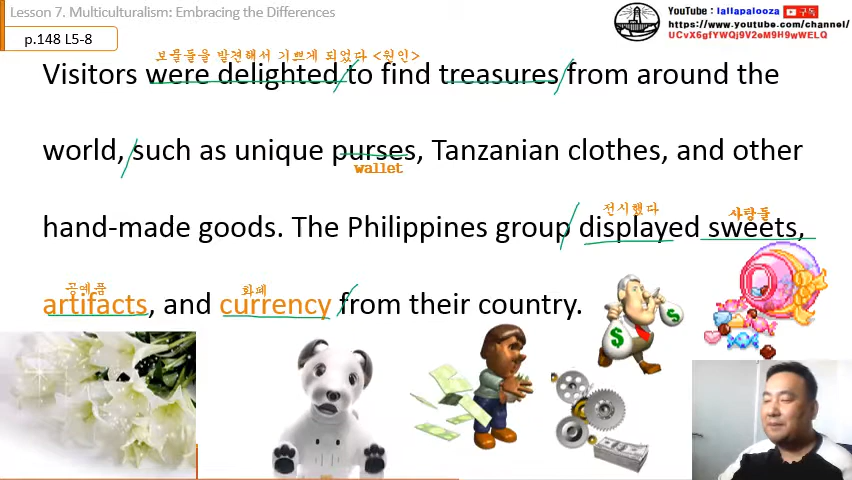 Lesson 7. Multiculturalism: Embracing the Differences
YouTube : lallapalooza 구독
https://www.youtube.com/channel/
UCvX6gfYWQj9V2eM9H9wWELQ
p.148 L5-8
보물들을 발견해서 기쁘게 되었다 <원인>
Visitors were delighted to find treasures from around the
world, such as unique purses, Tanzanian clothes, and other
wallet
전시했다 사탕들
hand-made goods. The Philippines group displayed sweets,
공예품 화폐
artifacts, and currency from their country.